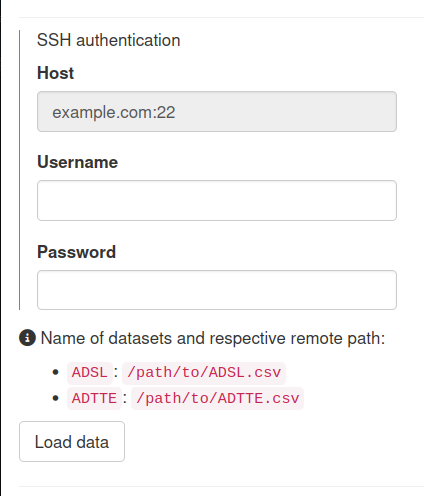 SSH authentication
Host
example.com:22
Username
Password
Name of datasets and respective remote path:
ADSL: /path/to/ADSL.csv
ADTTE: /path/to/ADTTE.csv
Load data